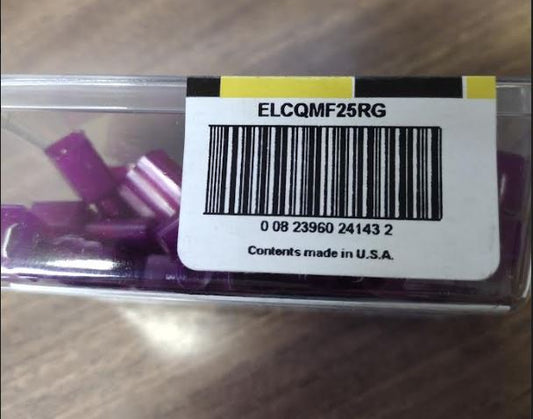 ELCQMF25RG
0 08 23960 24143 2
Contents made in U.S.A.